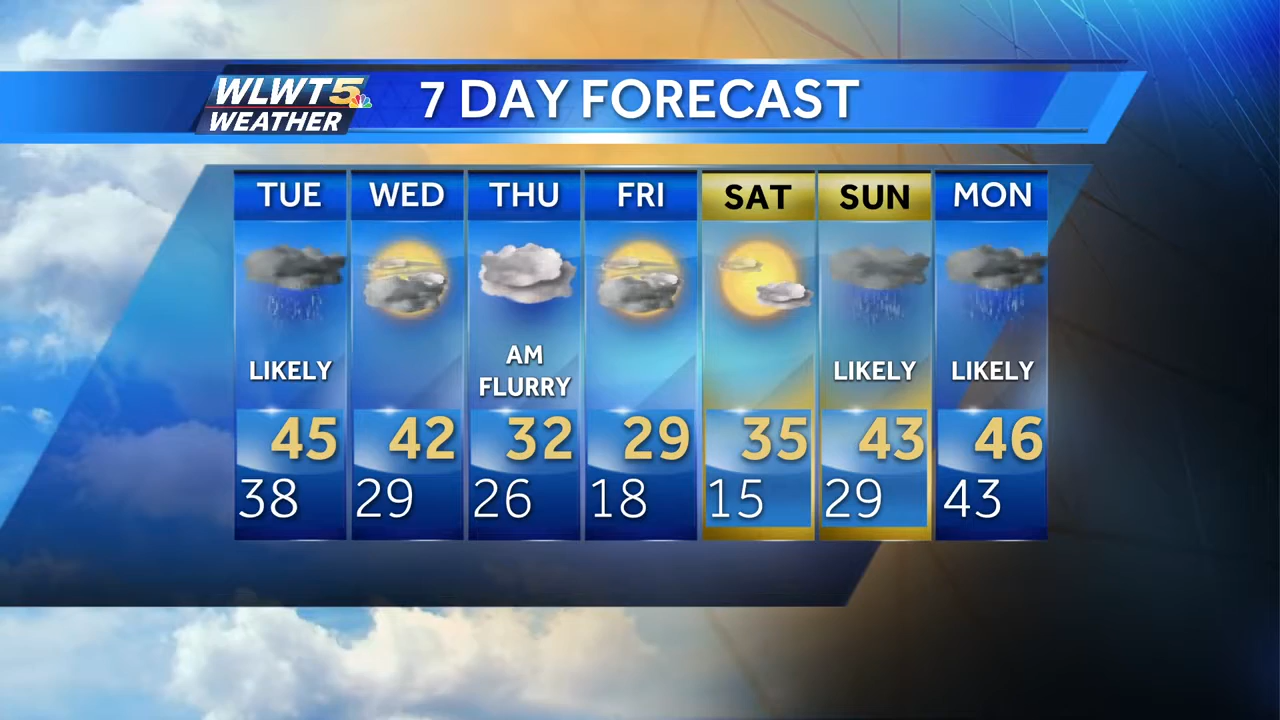 WLWT5
WEATHER
7 DAY FORECAST
TUE WED THU FRI SAT SUN MON
LIKELY AM FLURRY LIKELY LIKELY
45 42 32 29 35 43 46
38 29 26 18 15 29 43